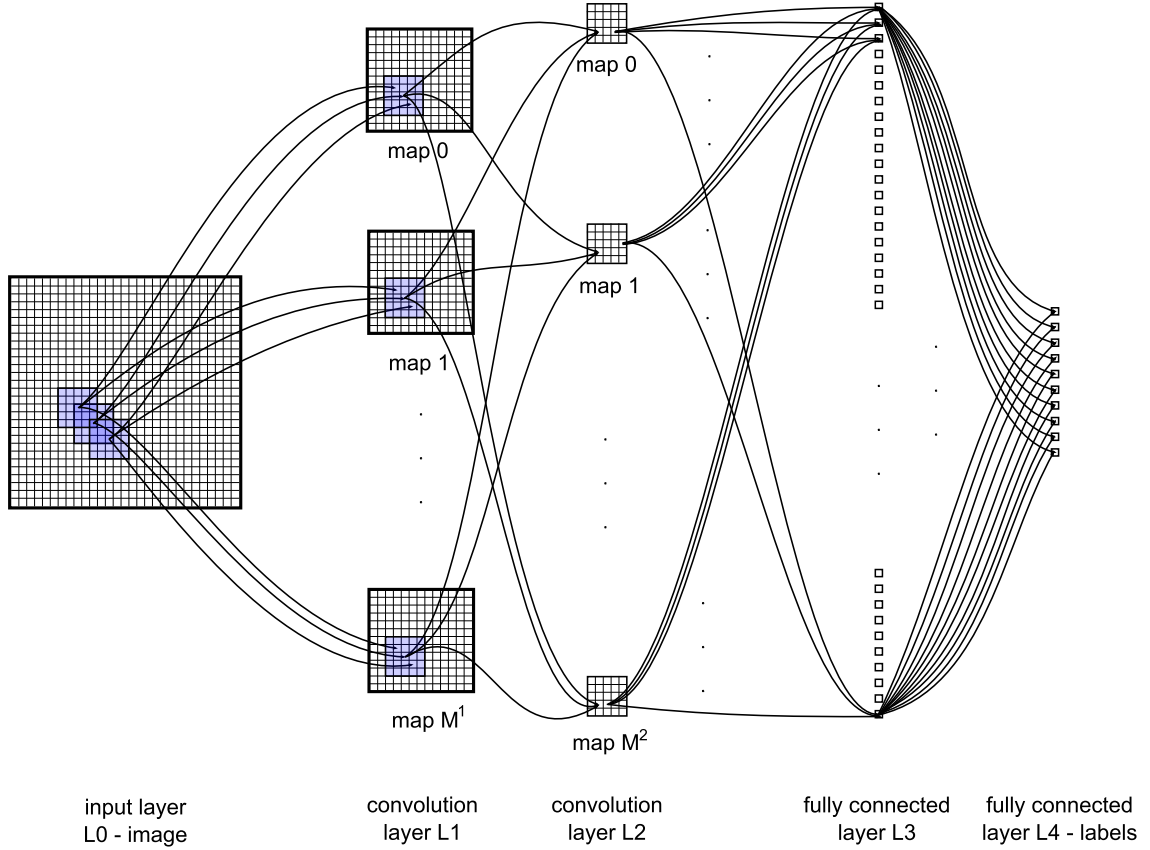 map 0
map 0
map 1
map 1
map M¹
map M²
input layer
L0 - image
convolution
layer L1
convolution
layer L2
fully connected
layer L3
fully connected
layer L4 - labels